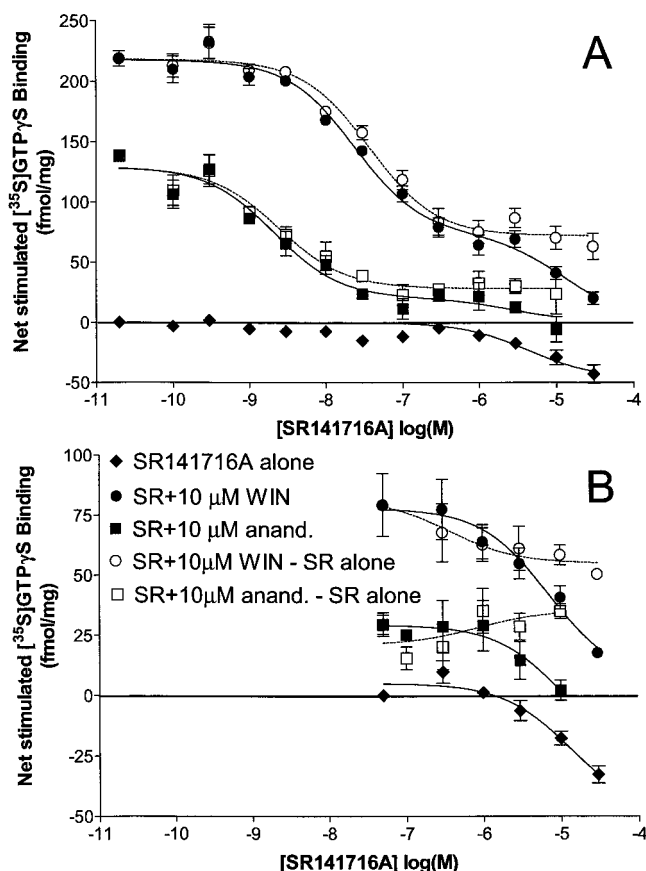 A
250
200
150
100
50
0
-50
Net stimulated [³⁵S]GTPγS Binding
(fmol/mg)
-11 -10 -9 -8 -7 -6 -5 -4
[SR141716A] log(M)
B
100
75
50
25
0
-25
-50
Net stimulated [³⁵S]GTPγS Binding
(fmol/mg)
SR141716A alone
SR+10 μM WIN
SR+10 μM anand.
SR+10μM WIN - SR alone
SR+10μM anand. - SR alone
-11 -10 -9 -8 -7 -6 -5 -4
[SR141716A] log(M)